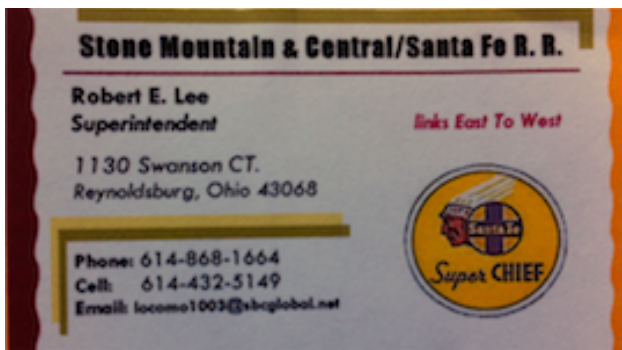 Stone Mountain & Central/Santa Fe R. R.
Robert E. Lee
Superintendent
links East To West
1130 Swanson CT.
Reynoldsburg, Ohio 43068
Phone: 614-868-1664
Cell: 614-432-5149
Email: locomo1003@sbcglobal.net
Santa Fe
Super CHIEF